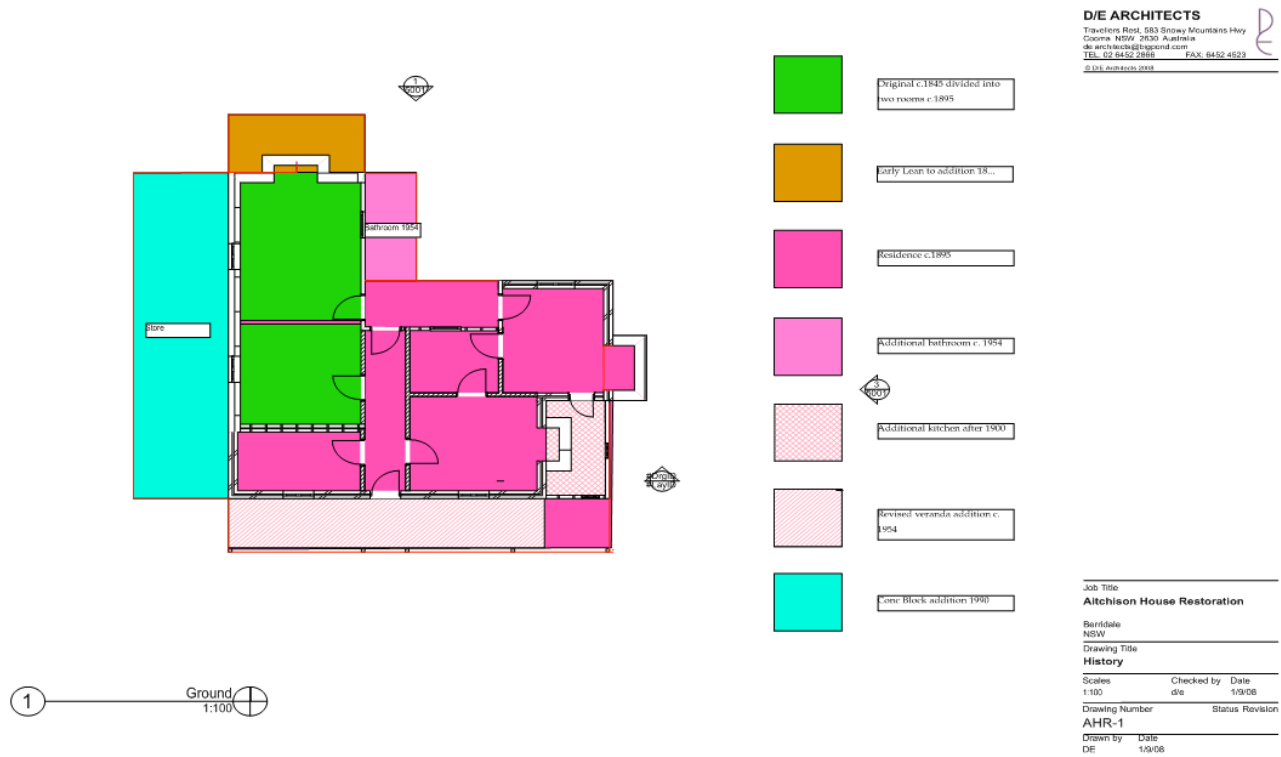 D/E ARCHITECTS
Travellers Rest, 583 Snowy Mountains Hwy
Cooma NSW 2630 Australia
de.architects@bigpond.com
TEL. 02 6452 2866 FAX: 6452 4523
© D/E Architects 2008
1
5001
Original c.1845 divided into
two rooms c.1895
Early Lean to addition 18...
Bathroom 1954
Residence c.1895
Store
Additional bathroom c. 1954
3
5001
Additional kitchen after 1900
Revised veranda addition c.
1954
Conc Block addition 1990
Job Title
Aitchison House Restoration
Berridale
NSW
Drawing Title
History
Scales Checked by Date
1:100 d/e 1/9/08
Drawing Number Status Revision
AHR-1
Drawn by Date
DE 1/9/08
1
Ground
1:100